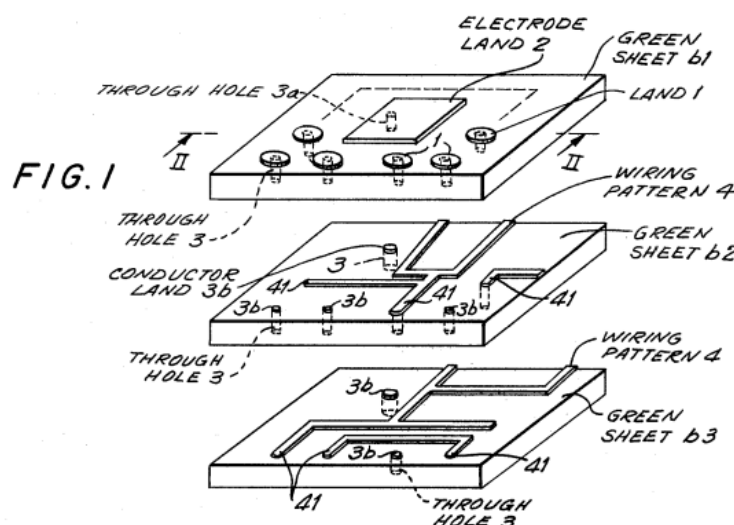 ELECTRODE
LAND 2
GREEN
SHEET b1
THROUGH
HOLE 3a
LAND 1
1
II
II
FIG. 1
THROUGH
HOLE 3
WIRING
PATTERN 4
GREEN
SHEET b2
3
CONDUCTOR
LAND 3b
41
41
41
3b
3b
3b
THROUGH
HOLE 3
WIRING
PATTERN 4
3b
GREEN
SHEET b3
3b
41
41
THROUGH
HOLE 3